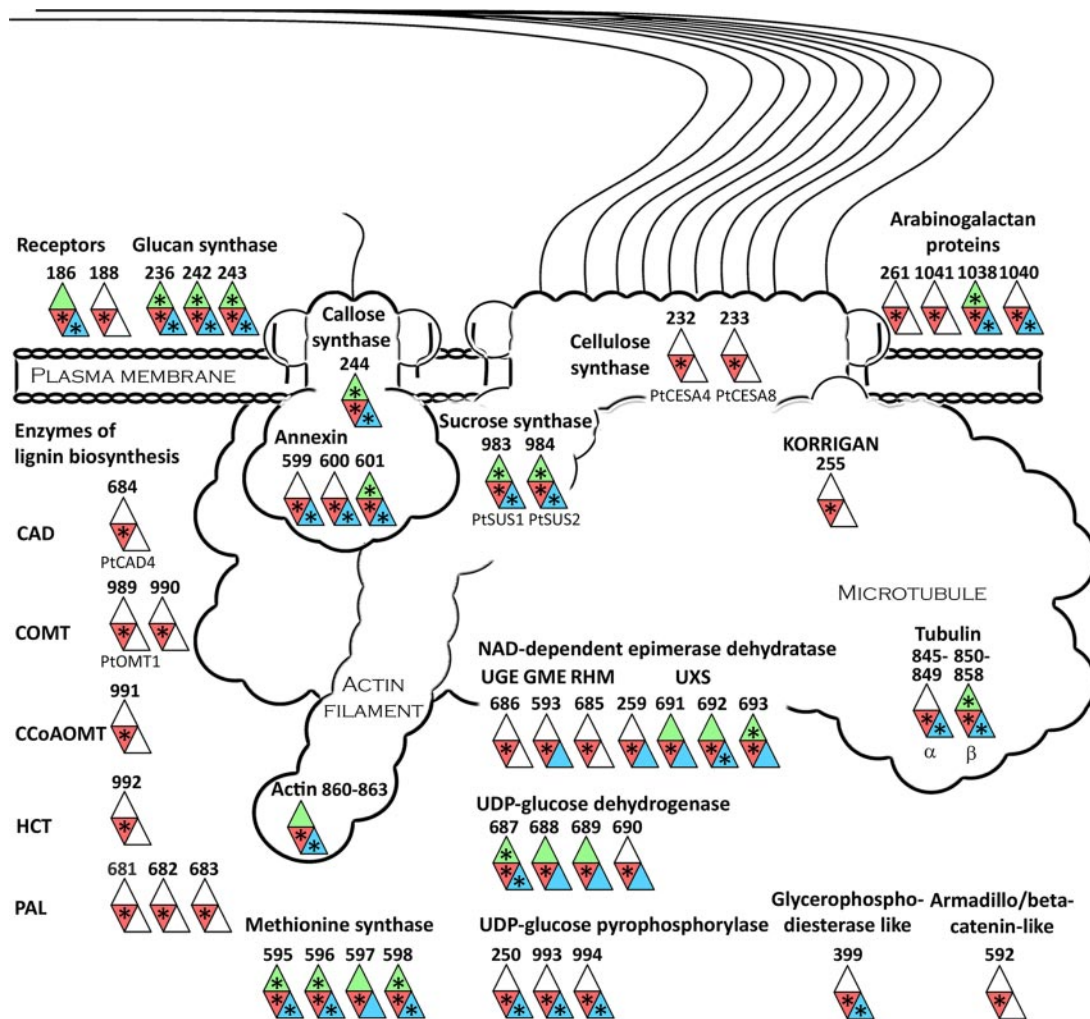 Receptors
186 188
Glucan synthase
236 242 243
* * *
* * * * * * * * *
Callose
synthase
244
*
* *
Arabinogalactan
proteins
261 1041 1038 1040
*
* * * * * *
PLASMA MEMBRANE
Cellulose
synthase
232 233
* *
PtCESA4 PtCESA8
Annexin
599 600 601
*
* * * * * *
Sucrose synthase
983 984
* *
* * * *
PtSUS1 PtSUS2
KORRIGAN
255
*
Enzymes of
lignin biosynthesis
684
CAD *
PtCAD4
989 990
COMT * *
PtOMT1
991
CCoAOMT *
992
HCT *
681 682 683
PAL * * *
ACTIN
FILAMENT
Actin 860-863
* *
MICROTUBULE
Tubulin
845- 850-
849 858
*
* * * *
α β
NAD-dependent epimerase dehydratase
UGE GME RHM UXS
686 593 685 259 691 692 693
*
* * * * * * * *
UDP-glucose dehydrogenase
687 688 689 690
*
* * * * *
Methionine synthase
595 596 597 598
* * *
* * * * * * *
UDP-glucose pyrophosphorylase
250 993 994
* * * * * *
Glycerophospho-
diesterase like
399
* *
Armadillo/beta-
catenin-like
592
*